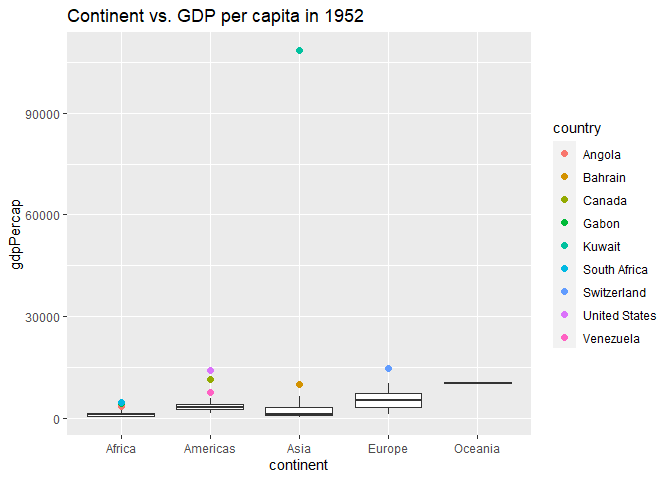 Continent vs. GDP per capita in 1952
90000
60000
30000
0
gdpPercap
Africa
Americas
Asia
Europe
Oceania
continent
country
Angola
Bahrain
Canada
Gabon
Kuwait
South Africa
Switzerland
United States
Venezuela